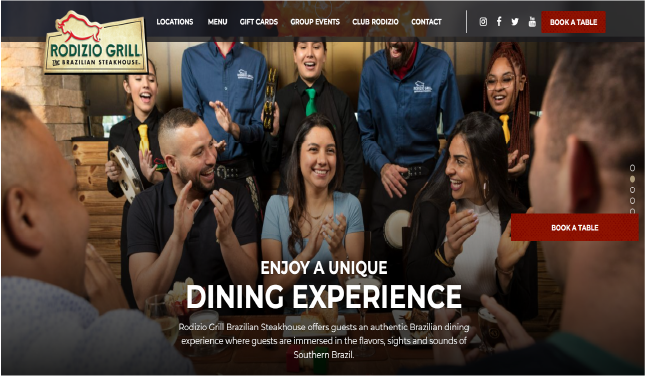 LOCATIONS MENU GIFT CARDS GROUP EVENTS CLUB RODIZIO CONTACT BOOK A TABLE
RODIZIO GRILL
THE BRAZILIAN STEAKHOUSE
BOOK A TABLE
ENJOY A UNIQUE
DINING EXPERIENCE
Rodizio Grill Brazilian Steakhouse offers guests an authentic Brazilian dining
experience where guests are immersed in the flavors, sights and sounds of
Southern Brazil.